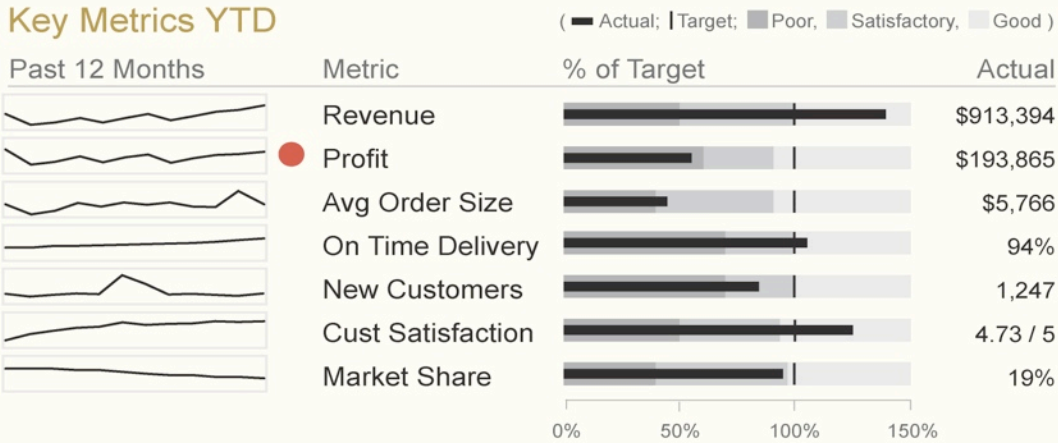 Key Metrics YTD
( Actual; Target; Poor, Satisfactory, Good )
Past 12 Months Metric % of Target Actual
Revenue $913,394
Profit $193,865
Avg Order Size $5,766
On Time Delivery 94%
New Customers 1,247
Cust Satisfaction 4.73 / 5
Market Share 19%
0% 50% 100% 150%